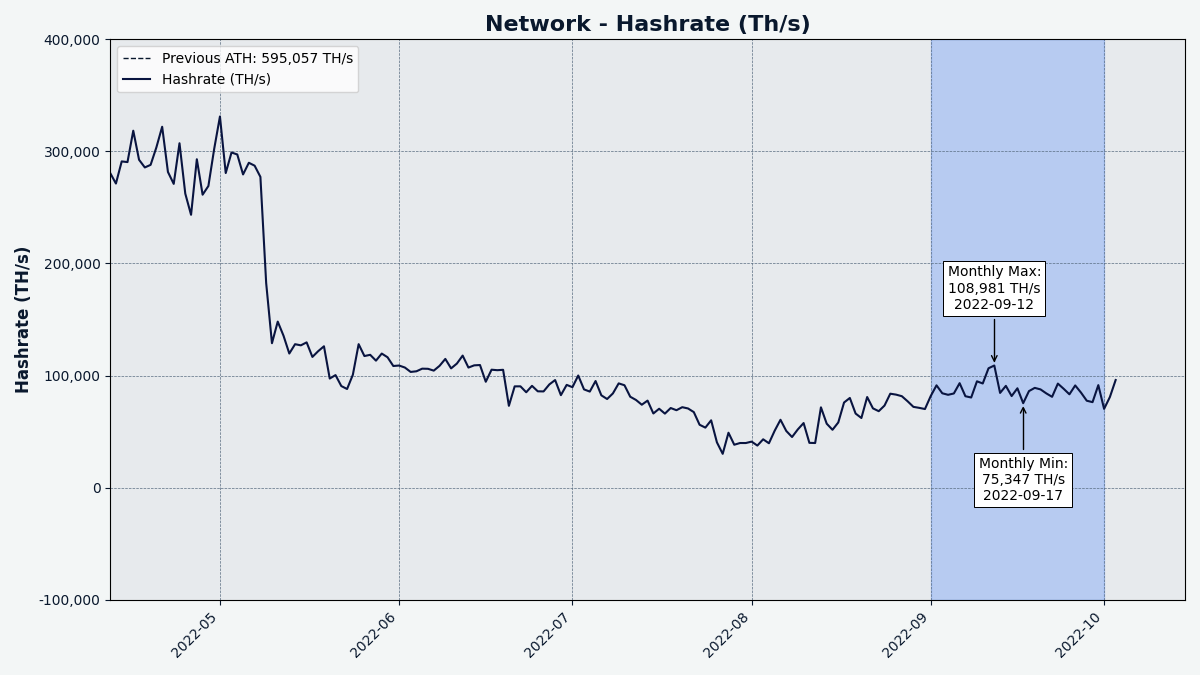 Network - Hashrate (Th/s)
400,000
300,000
200,000
100,000
0
-100,000
Hashrate (TH/s)
Previous ATH: 595,057 TH/s
Hashrate (TH/s)
Monthly Max:
108,981 TH/s
2022-09-12
Monthly Min:
75,347 TH/s
2022-09-17
2022-05
2022-06
2022-07
2022-08
2022-09
2022-10